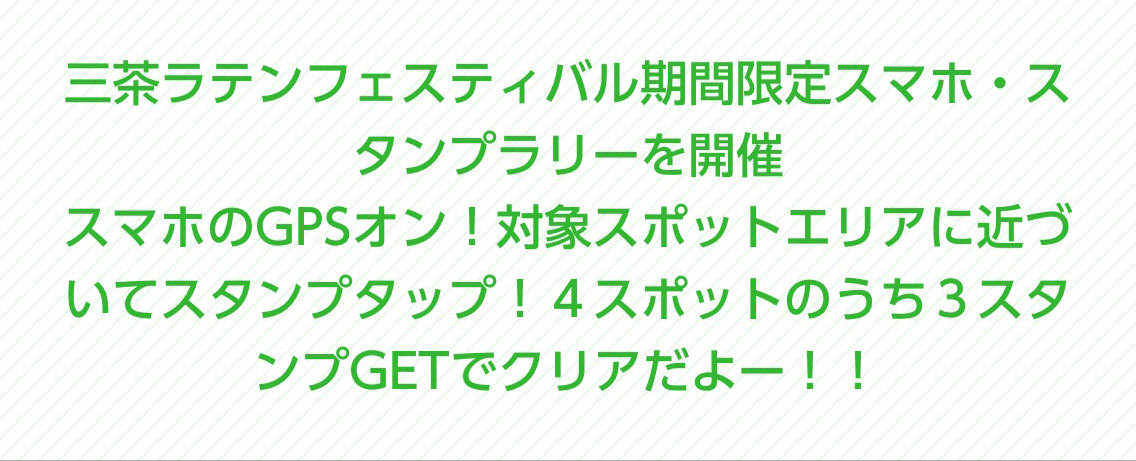 三茶ラテンフェスティバル期間限定スマホ・ス
タンプラリーを開催
スマホのGPSオン！対象スポットエリアに近づ
いてスタンプタップ！４スポットのうち３スタ
ンプGETでクリアだよー！！